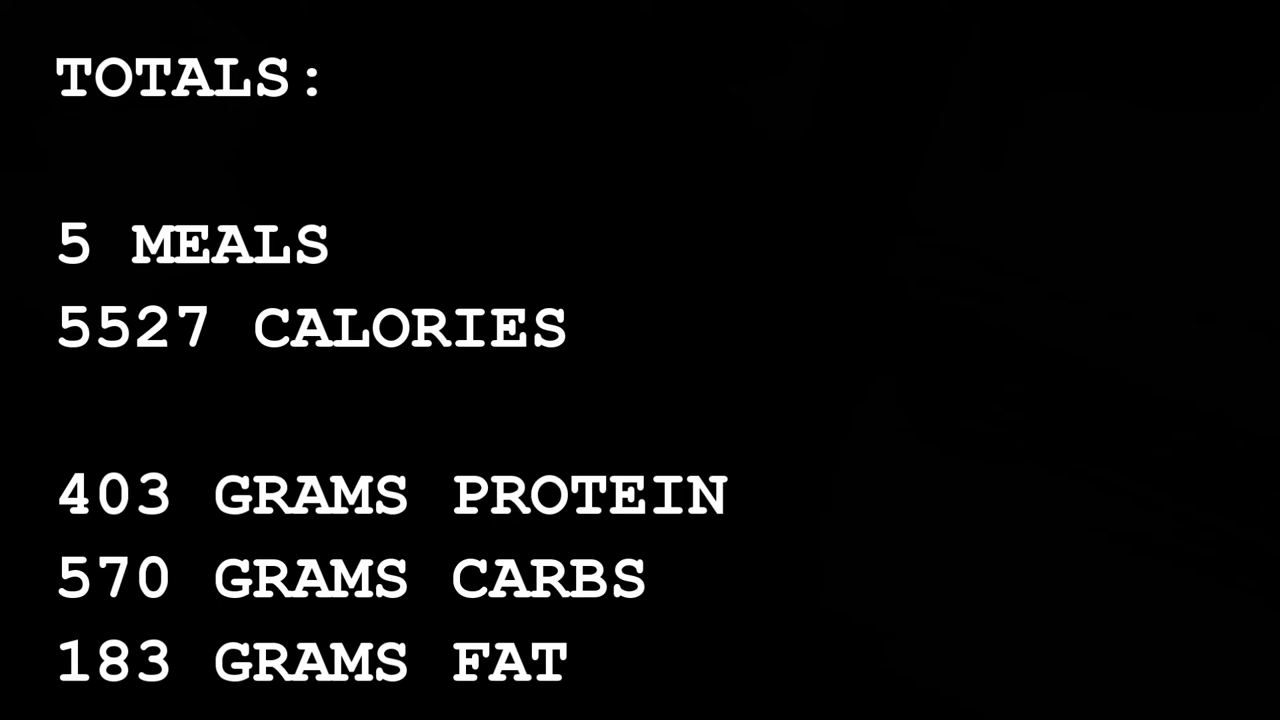 TOTALS:
5 MEALS
5527 CALORIES
403 GRAMS PROTEIN
570 GRAMS CARBS
183 GRAMS FAT